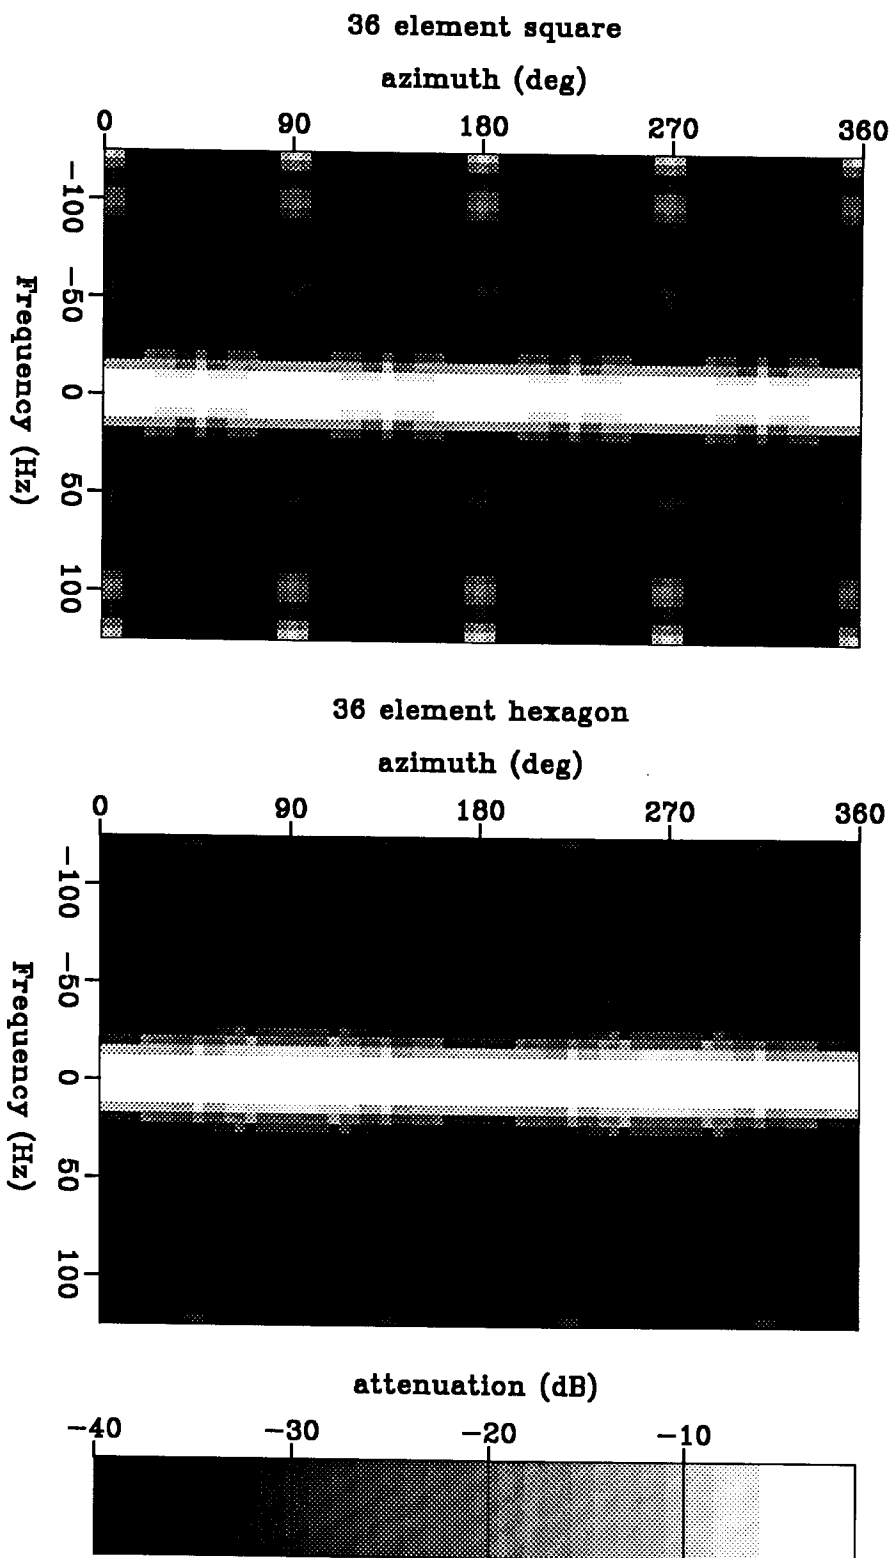 36 element square
azimuth (deg)
0 90 180 270 360
−100
−50
0
50
100
Frequency (Hz)
36 element hexagon
azimuth (deg)
0 90 180 270 360
−100
−50
0
50
100
Frequency (Hz)
attenuation (dB)
−40 −30 −20 −10